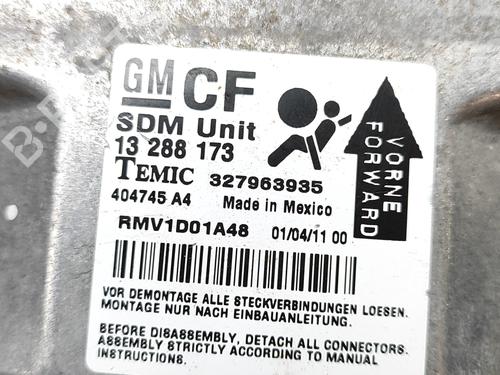 GM CF
SDM Unit
13 288 173
TEMIC 327963935
404745 A4 Made in Mexico
RMV1D01A48 01/04/11 00
VORNE
FORWARD
VOR DEMONTAGE ALLE STECKVERBINDUNGEN LOESEN.
MONTAGE NUR NACH EINBAUANLEITUNG.
BEFORE DISASSEMBLY, DETACH ALL CONNECTORS.
ASSEMBLY STRICTLY ACCORDING TO MANUAL
INSTRUCTIONS.